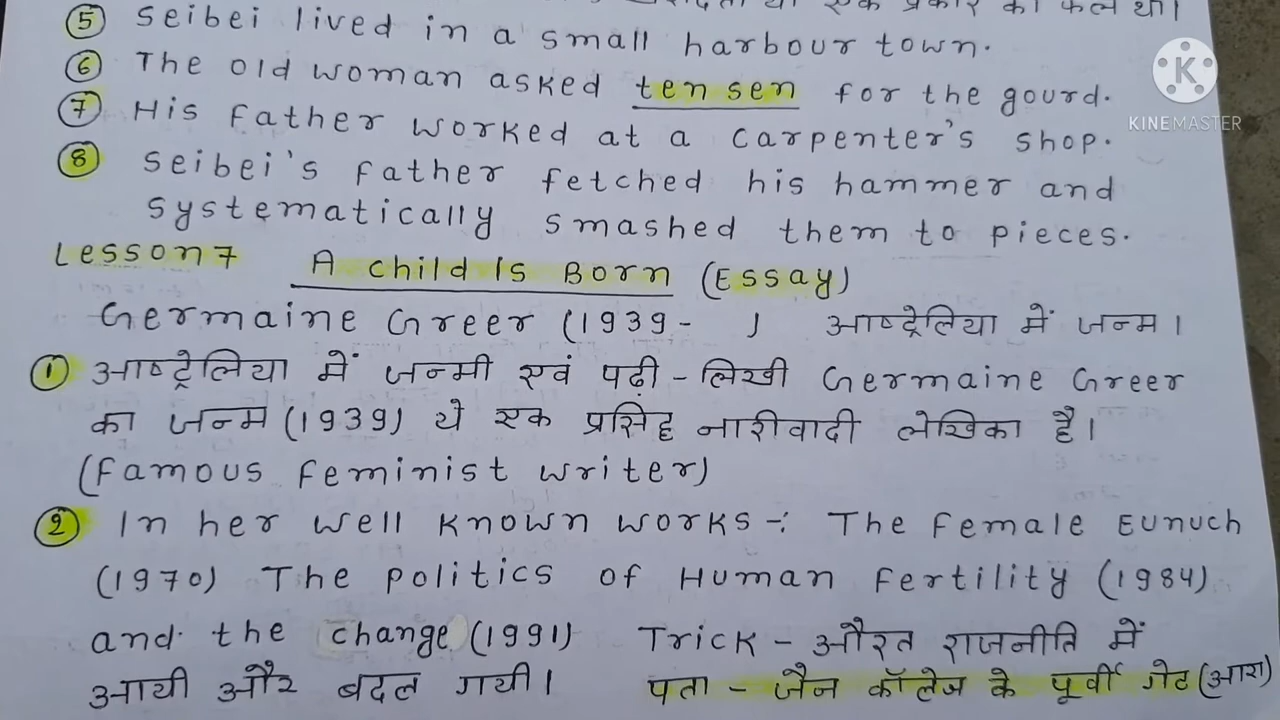 एक प्रकार का फल था।
⑤ Seibei lived in a small harbour town.
⑥ The old woman asked ten sen for the gourd.
⑦ His father worked at a carpenter's shop.
⑧ Seibei's father fetched his hammer and
systematically smashed them to pieces.
Lesson 7 A child Is Born (Essay)
Germaine Greer (1939- ) आष्ट्रेलिया में जन्म।
① आष्ट्रेलिया में जन्मी एवं पढ़ी - लिखी Germaine Greer
का जन्म (1939) ये एक प्रसिद्ध नारीवादी लेखिका है।
(Famous Feminist writer)
② In her well known works -: The Female Eunuch
(1970) The politics of Human Fertility (1984)
and the change (1991) Trick - औरत राजनीति में
आयी और बदल गयी। पता - जैन कॉलेज के पूर्वी गेट (आरा)
K
KINEMASTER